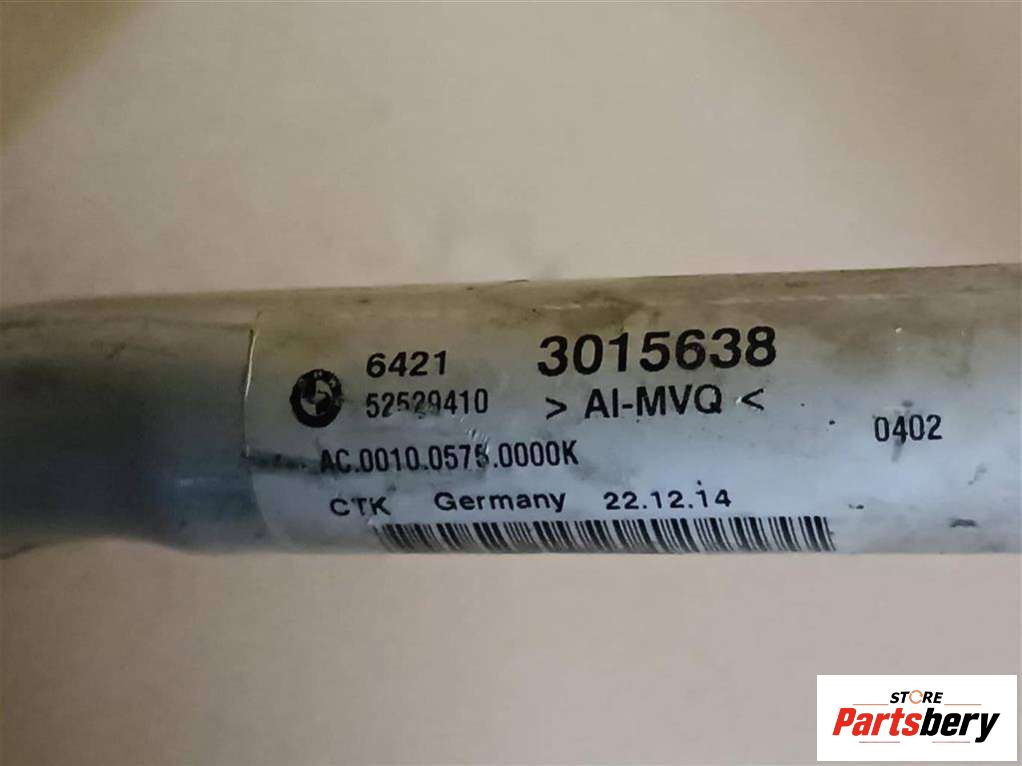 6421 3015638
52529410 > AI-MVQ <
0402
AC.0010.0575.0000K
CTK Germany 22.12.14
STORE
Partsbery